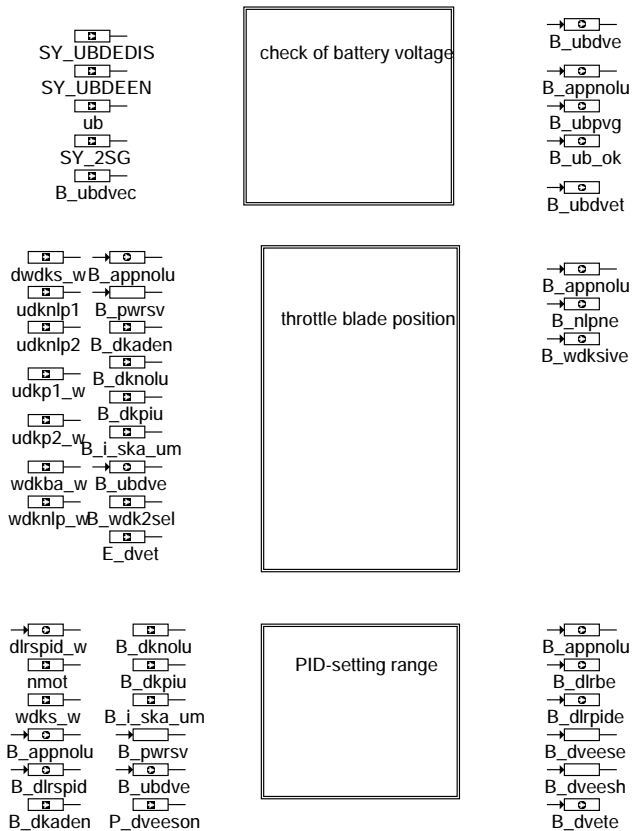 SY_UBDEDIS
SY_UBDEEN
ub
SY_2SG
B_ubdvec
check of battery voltage
B_ubdve
B_appnolu
B_ubpvg
B_ub_ok
B_ubdvet
dwdks_w
udknlp1
udknlp2
udkp1_w
udkp2_w
wdkba_w
wdknlp_w
B_appnolu
B_pwrsv
B_dkaden
B_dknolu
B_dkpiu
B_i_ska_um
B_ubdve
B_wdk2sel
E_dvet
throttle blade position
B_appnolu
B_nlpne
B_wdksive
dlrspid_w
nmot
wdks_w
B_appnolu
B_dlrspid
B_dkaden
B_dknolu
B_dkpiu
B_i_ska_um
B_pwrsv
B_ubdve
P_dveeson
PID-setting range
B_appnolu
B_dlrbe
B_dlrpide
B_dveese
B_dveesh
B_dvete